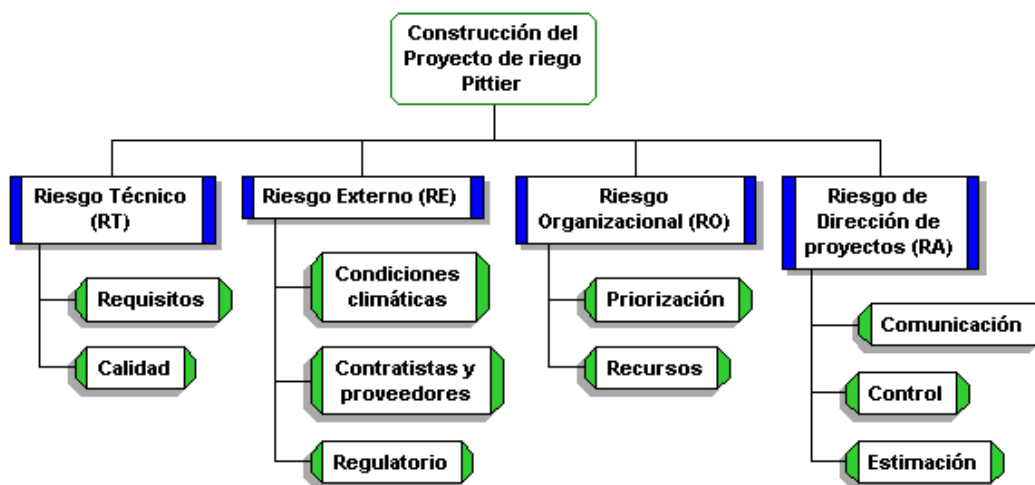 Construcción del
Proyecto de riego
Pittier
Riesgo Técnico
(RT)
Requisitos
Calidad
Riesgo Externo (RE)
Condiciones
climáticas
Contratistas y
proveedores
Regulatorio
Riesgo
Organizacional (RO)
Priorización
Recursos
Riesgo de
Dirección de
proyectos (RA)
Comunicación
Control
Estimación